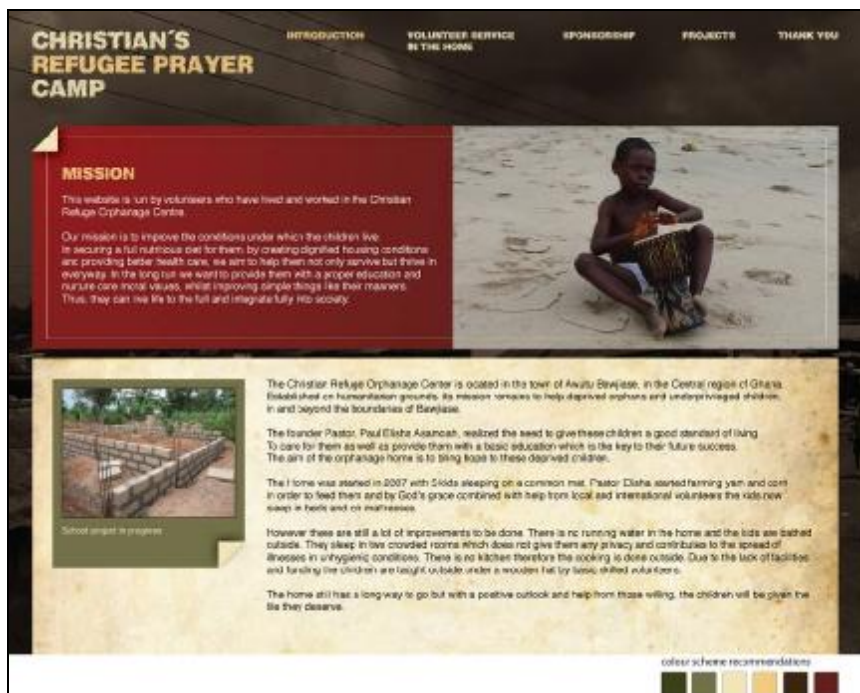 CHRISTIAN´S
REFUGEE PRAYER
CAMP
INTRODUCTION
VOLUNTEER SERVICE
IN THE HOME
SPONSORSHIP
PROJECTS
THANK YOU
MISSION
This website is run by volunteers who have lived and worked in the Christian
Refuge Orphanage Centre.
Our mission is to improve the conditions under which the children live.
In securing a full nutritious diet for them, by creating dignified housing conditions
and providing better health care, we aim to help them not only survive but thrive in
everyway. In the long run we want to provide them with a proper education and
nurture core moral values, whilst improving simple things like their manners.
Thus, they can live life to the full and integrate fully into society.
The Christian Refuge Orphanage Center is located in the town of Awutu Bawjiase, in the Central region of Ghana.
Established on humanitarian grounds, its mission remains to help deprived orphans and underprivileged children,
in and beyond the boundaries of Bawjiase.
The founder Pastor, Paul Elisha Asamoah, realized the need to give these children a good standard of living.
To care for them as well as provide them with a basic education which is the key to their future success.
The aim of the orphanage home is to bring hope to these deprived children.
The Home was started in 2007 with 5 kids sleeping on a common mat. Pastor Elisha started farming yam and corn
in order to feed them and by God's grace combined with help from local and international volunteers the kids now
sleep in beds and on mattresses.
However there are still a lot of improvements to be done. There is no running water in the home and the kids are bathed
outside. They sleep in two crowded rooms which does not give them any privacy and contributes to the spread of
illnesses in unhygienic conditions. There is no kitchen therefore the cooking is done outside. Due to the lack of facilities
and funding the children are taught outside under a wooden hat by basic skilled volunteers.
The home still has a long way to go but with a positive outlook and help from those willing, the children will be given the
life they deserve.
School project in progress
colour scheme recommendations